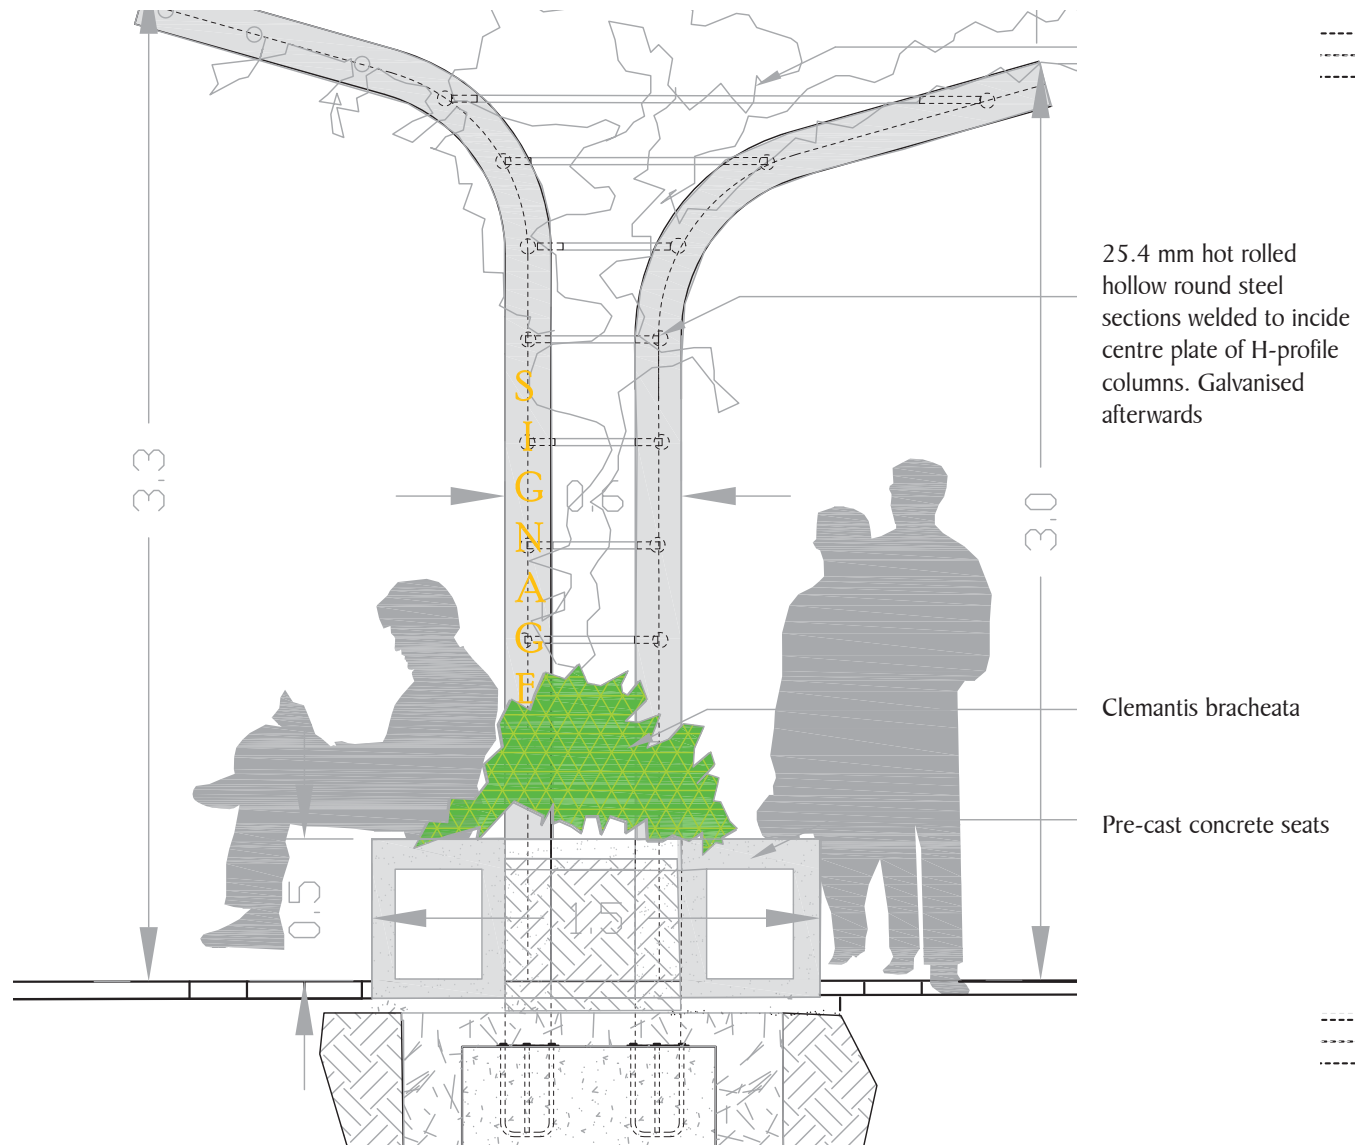 25.4 mm hot rolled
hollow round steel
sections welded to incide
centre plate of H-profile
columns. Galvanised
afterwards
3.3
SIGNAGE
0.6
3.0
Clemantis bracheata
Pre-cast concrete seats
0.5
1.5